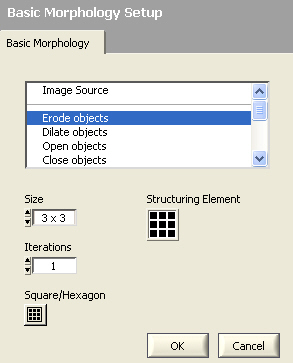 Basic Morphology Setup
Basic Morphology
Image Source
Erode objects
Dilate objects
Open objects
Close objects
Size
Structuring Element
3 x 3
Iterations
1
Square/Hexagon
OK
Cancel